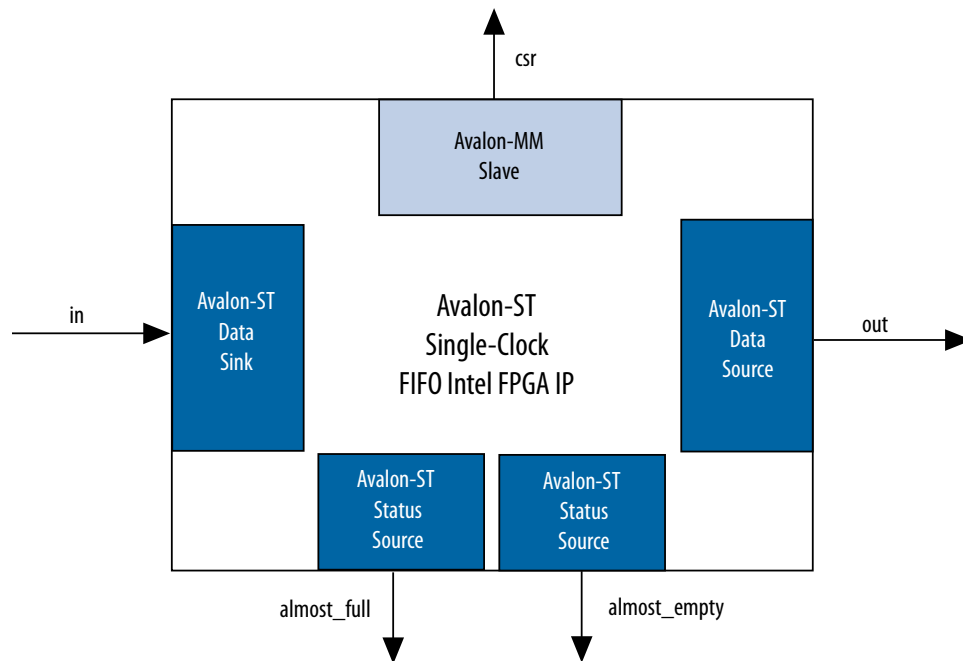 csr
Avalon-MM
Slave
in
Avalon-ST
Data
Sink
Avalon-ST
Single-Clock
FIFO Intel FPGA IP
Avalon-ST
Data
Source
out
Avalon-ST
Status
Source
Avalon-ST
Status
Source
almost_full
almost_empty